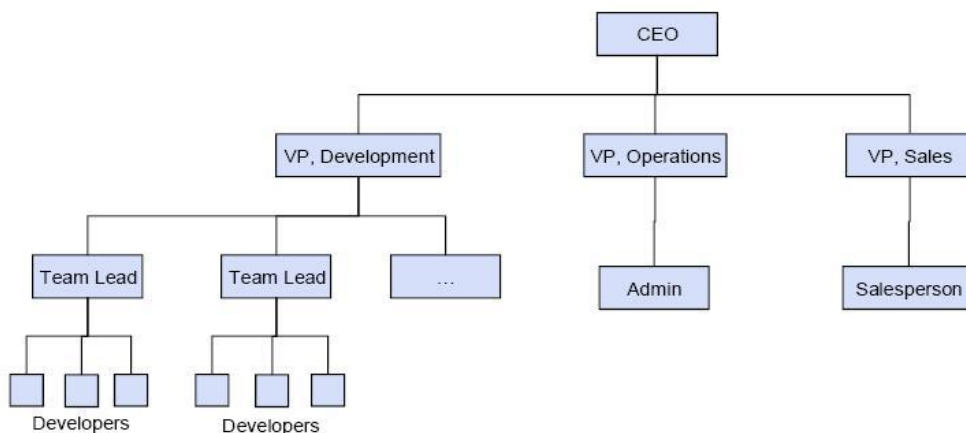 CEO
VP, Development
VP, Operations
VP, Sales
Team Lead
Team Lead
...
Admin
Salesperson
Developers
Developers